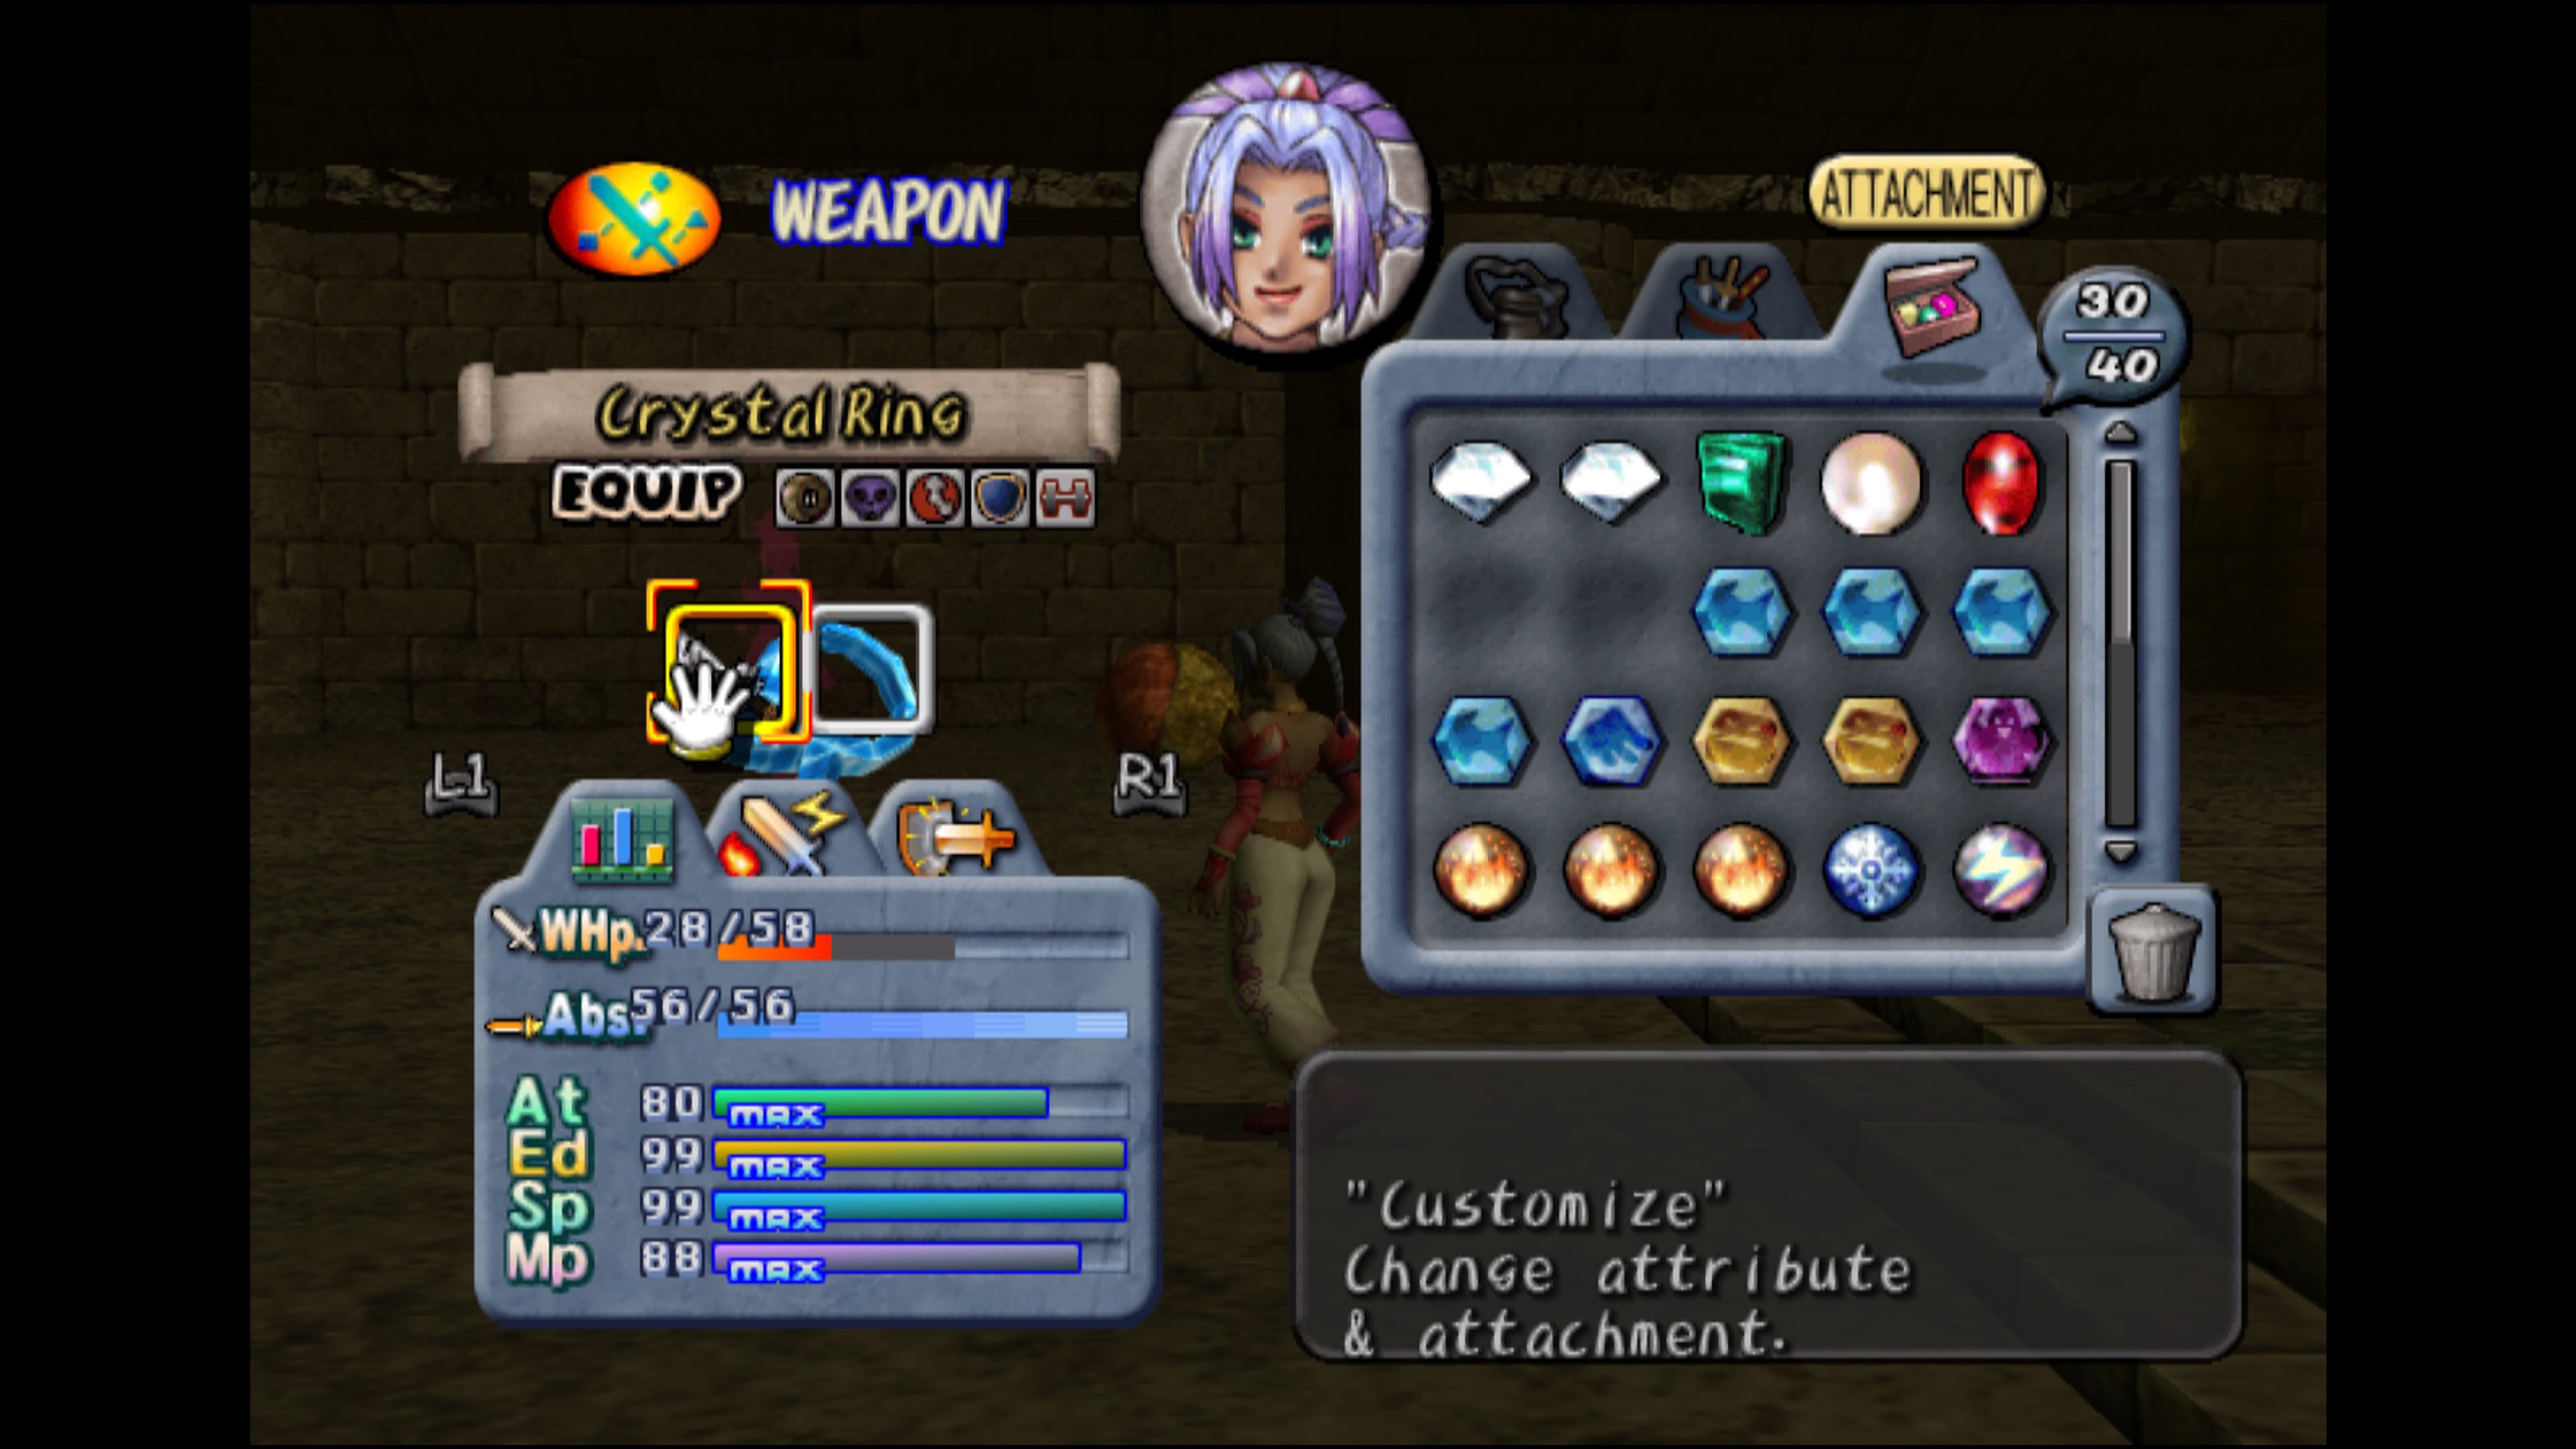 WEAPON
ATTACHMENT
30
40
Crystal Ring
EQUIP
L1
R1
WHp. 28/58
Abs. 56/56
At 80 max
Ed 99 max
Sp 99 max
Mp 88 max
"Customize"
Change attribute
& attachment.